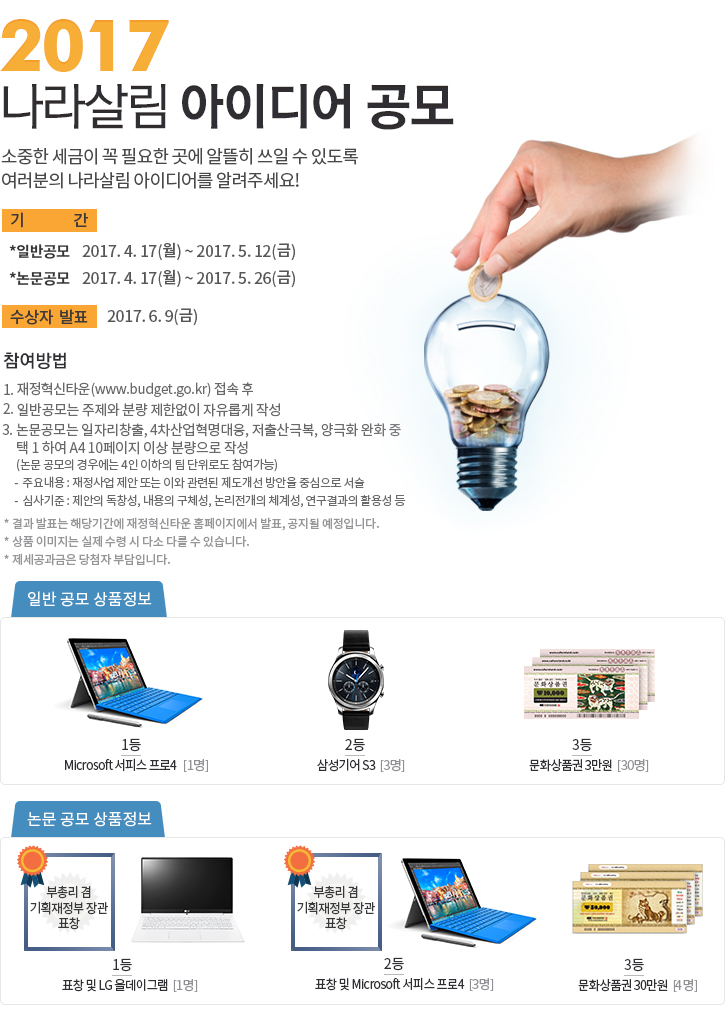 2017
나라살림 아이디어 공모
소중한 세금이 꼭 필요한 곳에 알뜰히 쓰일 수 있도록
여러분의 나라살림 아이디어를 알려주세요!
기 간
*일반공모 2017. 4. 17(월) ~ 2017. 5. 12(금)
*논문공모 2017. 4. 17(월) ~ 2017. 5. 26(금)
수상자 발표 2017. 6. 9(금)
참여방법
1. 재정혁신타운(www.budget.go.kr) 접속 후
2. 일반공모는 주제와 분량 제한없이 자유롭게 작성
3. 논문공모는 일자리창출, 4차산업혁명대응, 저출산극복, 양극화 완화 중
택 1 하여 A4 10페이지 이상 분량으로 작성
(논문 공모의 경우에는 4인 이하의 팀 단위로도 참여가능)
- 주요내용 : 재정사업 제안 또는 이와 관련된 제도개선 방안을 중심으로 서술
- 심사기준 : 제안의 독창성, 내용의 구체성, 논리전개의 체계성, 연구결과의 활용성 등
* 결과 발표는 해당기간에 재정혁신타운 홈페이지에서 발표, 공지될 예정입니다.
* 상품 이미지는 실제 수령 시 다소 다를 수 있습니다.
* 제세공과금은 당첨자 부담입니다.
일반 공모 상품정보
문화상품권
₩10,000
1등
Microsoft 서피스 프로4 [1명]
2등
삼성기어 S3 [3명]
3등
문화상품권 3만원 [30명]
논문 공모 상품정보
부총리 겸
기획재정부 장관
표창
부총리 겸
기획재정부 장관
표창
문화상품권
₩50,000
1등
표창 및 LG 올데이그램 [1명]
2등
표창 및 Microsoft 서피스 프로4 [3명]
3등
문화상품권 30만원 [4명]